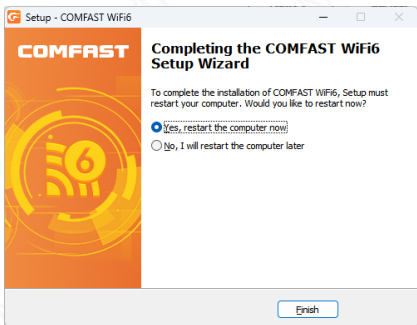 Setup - COMFAST WiFi6
COMFAST
6
Completing the COMFAST WiFi6
Setup Wizard
To complete the installation of COMFAST WiFi6, Setup must
restart your computer. Would you like to restart now?
Yes, restart the computer now
No, I will restart the computer later
Finish